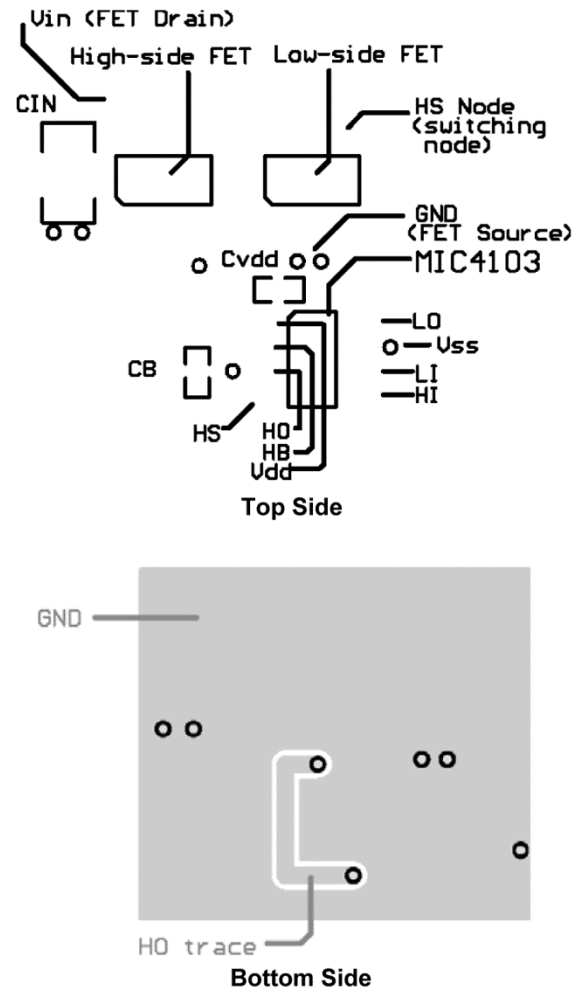 Vin (FET Drain)
High-side FET
Low-side FET
CIN
HS Node
(switching
node)
GND
(FET Source)
Cvdd
MIC4103
LO
Vss
CB
LI
HI
HS
HO
HB
Vdd
Top Side
GND
HO trace
Bottom Side